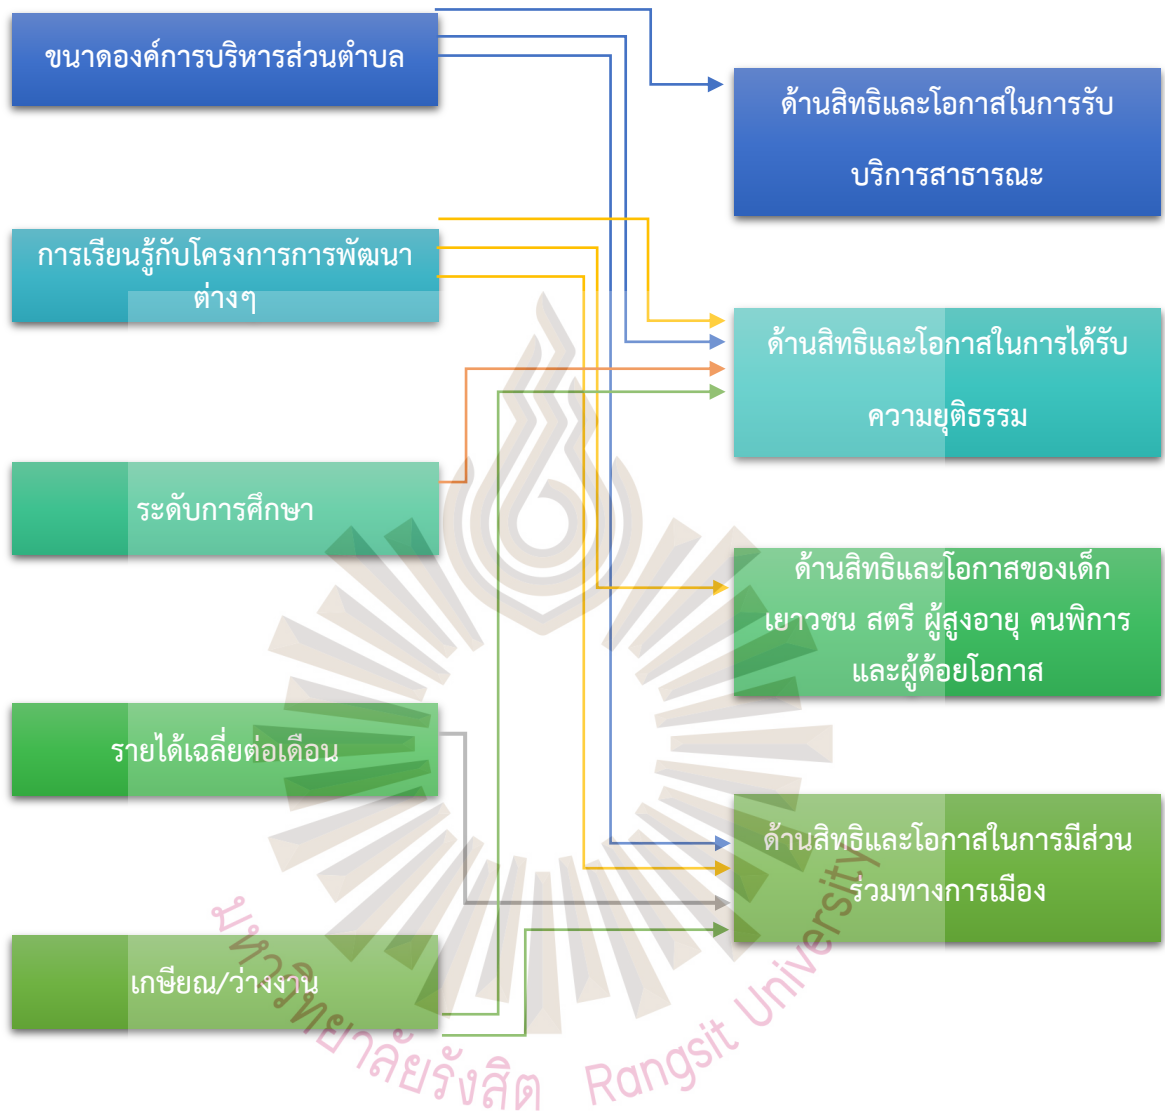 ขนาดองค์การบริหารส่วนตำบล
ด้านสิทธิและโอกาสในการรับ
บริการสาธารณะ
การเรียนรู้กับโครงการการพัฒนา
ต่างๆ
ด้านสิทธิและโอกาสในการได้รับ
ความยุติธรรม
ระดับการศึกษา
ด้านสิทธิและโอกาสของเด็ก
เยาวชน สตรี ผู้สูงอายุ คนพิการ
และผู้ด้อยโอกาส
รายได้เฉลี่ยต่อเดือน
ด้านสิทธิและโอกาสในการมีส่วน
ร่วมทางการเมือง
เกษียณ/ว่างงาน
มหาวิทยาลัยรังสิต Rangsit University